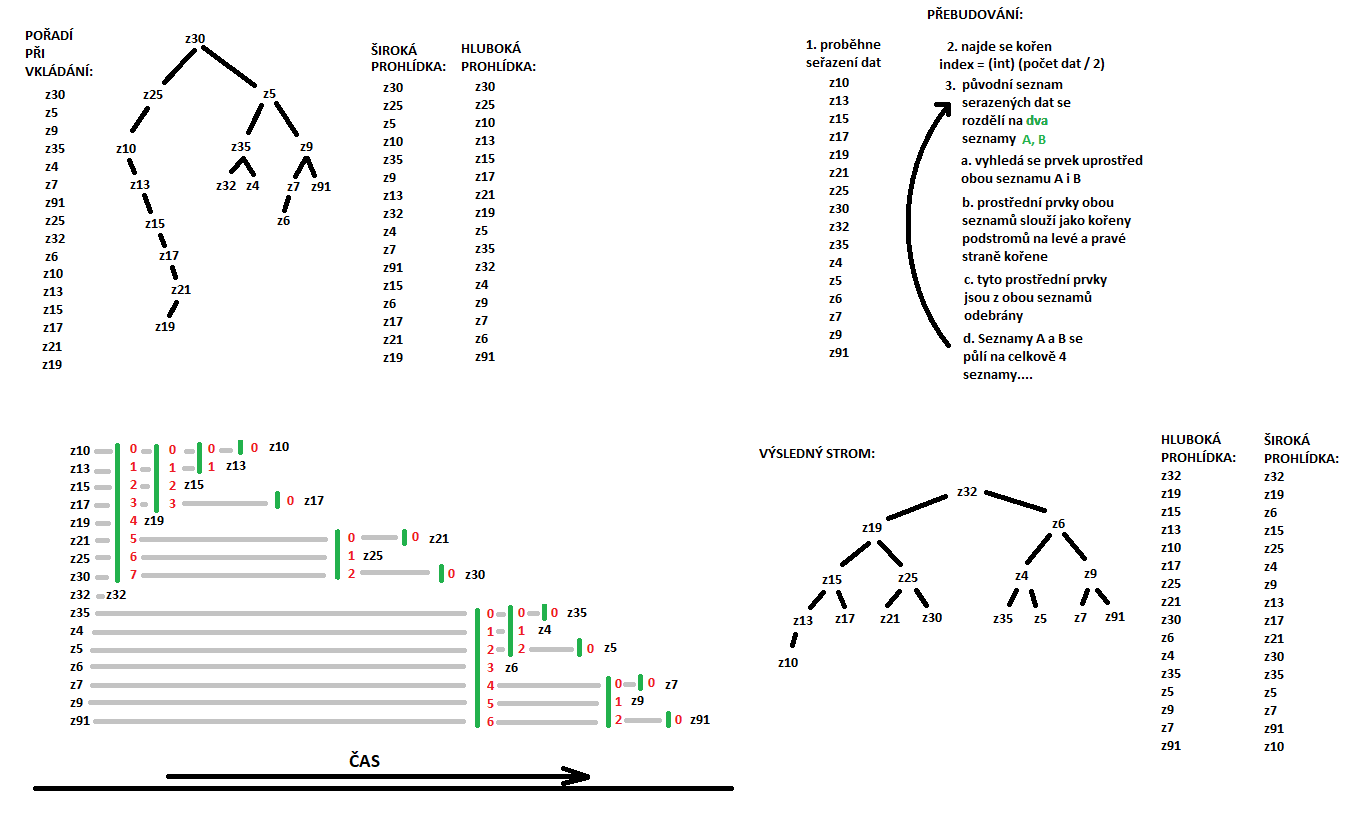 POŘADÍ
PŘI
VKLÁDÁNÍ:
z30
z5
z9
z35
z4
z7
z91
z25
z32
z6
z10
z13
z15
z17
z21
z19
z30
z25
z5
z10
z35
z9
z13
z32
z4
z7
z91
z15
z6
z17
z21
z19
ŠIROKÁ
PROHLÍDKA:
z30
z25
z5
z10
z35
z9
z13
z32
z4
z7
z91
z15
z6
z17
z21
z19
HLUBOKÁ
PROHLÍDKA:
z30
z25
z10
z13
z15
z17
z21
z19
z5
z35
z32
z4
z9
z7
z6
z91
PŘEBUDOVÁNÍ:
1. proběhne
seřazení dat
z10
z13
z15
z17
z19
z21
z25
z30
z32
z35
z4
z5
z6
z7
z9
z91
2. najde se kořen
index = (int) (počet dat / 2)
3. původní seznam
serazených dat se
rozdělí na dva
seznamy A, B
a. vyhledá se prvek uprostřed
obou seznamu A i B
b. prostřední prvky obou
seznamů slouží jako kořeny
podstromů na levé a pravé
straně kořene
c. tyto prostřední prvky
jsou z obou seznamů
odebrány
d. Seznamy A a B se
půlí na celkově 4
seznamy....
z10 0 0 0 0 z10
z13 1 1 1 z13
z15 2 2 z15
z17 3 3 0 z17
z19 4 z19
z21 5 0 0 z21
z25 6 1 z25
z30 7 2 0 z30
z32 z32
z35 0 0 0 z35
z4 1 1 z4
z5 2 2 0 z5
z6 3 z6
z7 4 0 0 z7
z9 5 1 z9
z91 6 2 0 z91
ČAS
VÝSLEDNÝ STROM:
z32
z19
z6
z15
z25
z4
z9
z13
z17
z21
z30
z35
z5
z7
z91
z10
HLUBOKÁ
PROHLÍDKA:
z32
z19
z15
z13
z10
z17
z25
z21
z30
z6
z4
z35
z5
z9
z7
z91
ŠIROKÁ
PROHLÍDKA:
z32
z19
z6
z15
z25
z4
z9
z13
z17
z21
z30
z35
z5
z7
z91
z10